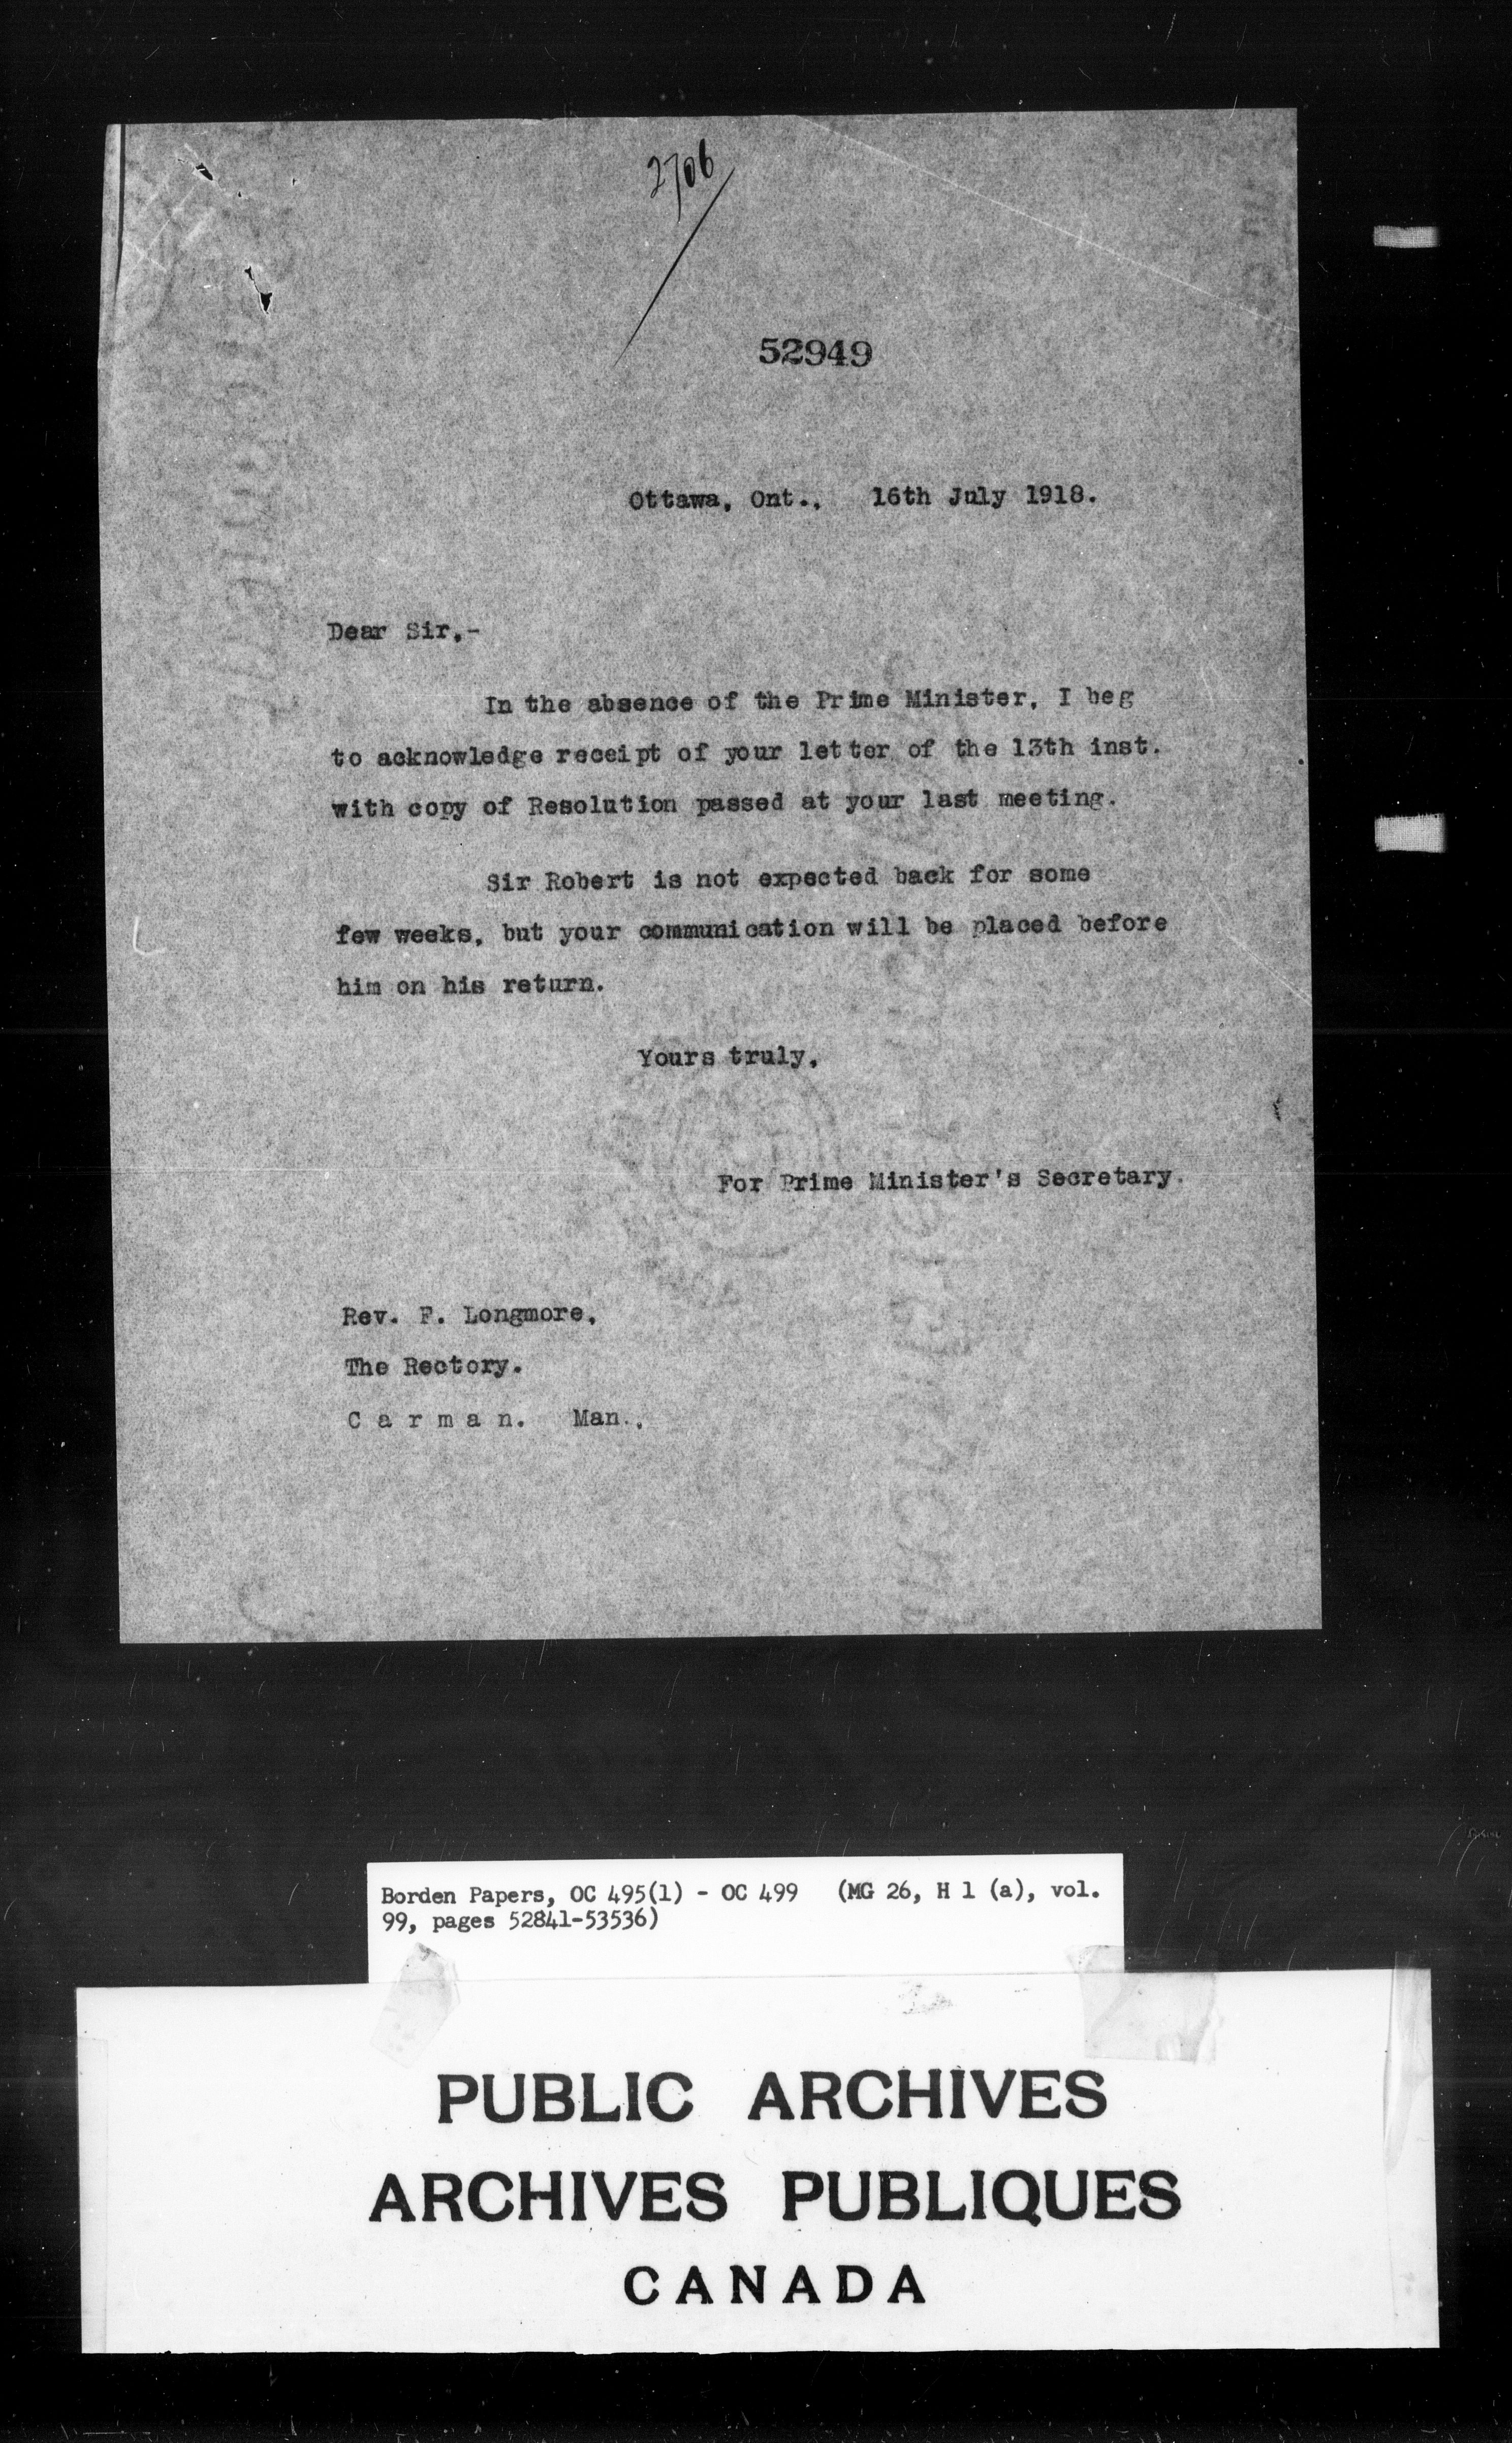 2706
52949
Ottawa, Ont., 16th July 1918.
Dear Sir,-
In the absence of the Prime Minister, I beg
to acknowledge receipt of your letter of the 13th inst.
with copy of Resolution passed at your last meeting.
Sir Robert is not expected back for some
few weeks, but your communication will be placed before
him on his return.
Yours truly,
For Prime Minister's Secretary.
Rev. F. Longmore,
The Rectory.
C a r m a n. Man.,
Borden Papers, OC 495(1) - OC 499 (MG 26, H 1 (a), vol.
99, pages 52841-53536)
PUBLIC ARCHIVES
ARCHIVES PUBLIQUES
CANADA